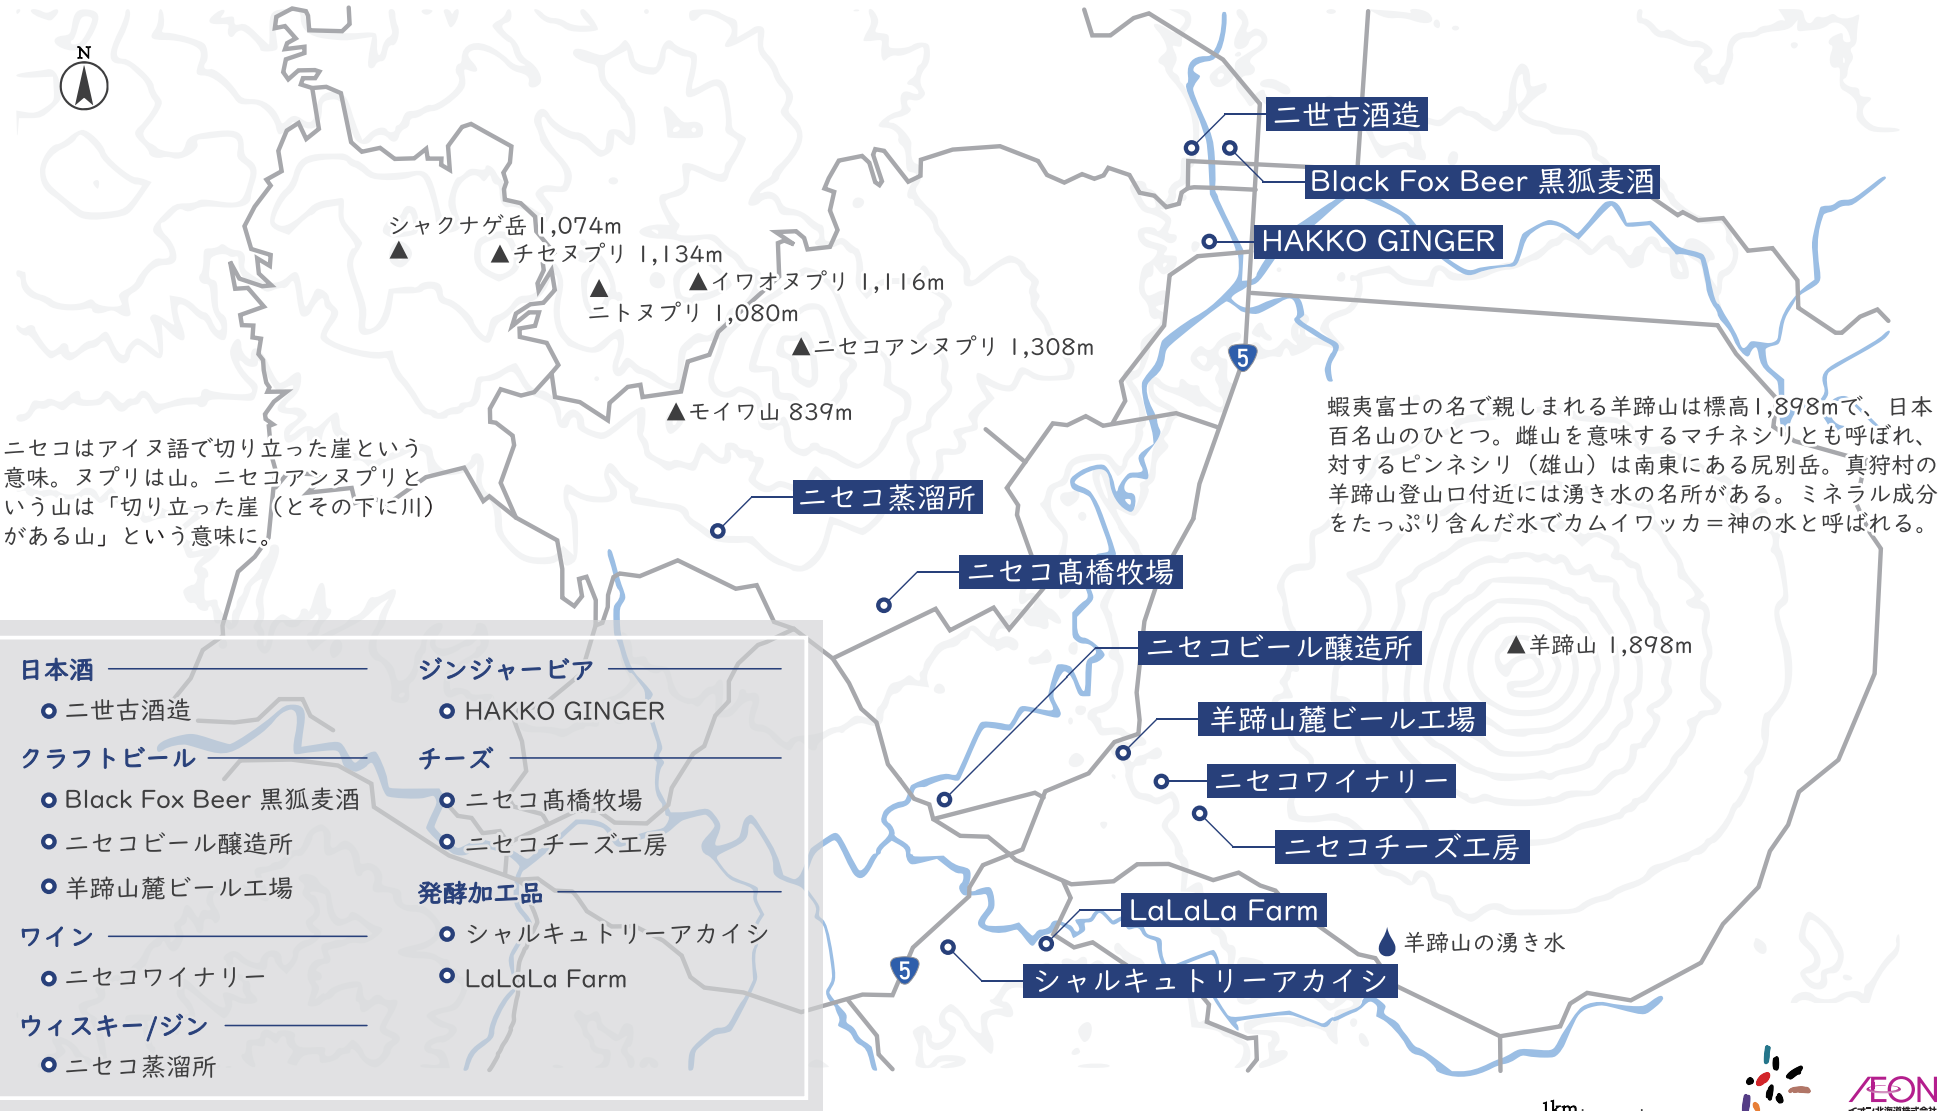 N
二世古酒造
Black Fox Beer 黒狐麦酒
HAKKO GINGER
シャクナゲ岳 1,074m
チセヌプリ 1,134m
イワオヌプリ 1,116m
ニトヌプリ 1,080m
ニセコアンヌプリ 1,308m
5
モイワ山 839m
ニセコはアイヌ語で切り立った崖という
意味。ヌプリは山。ニセコアンヌプリと
いう山は「切り立った崖（とその下に川）
がある山」という意味に。
蝦夷富士の名で親しまれる羊蹄山は標高1,898mで、日本
百名山のひとつ。雌山を意味するマチネシリとも呼ばれ、
対するピンネシリ（雄山）は南東にある尻別岳。真狩村の
羊蹄山登山口付近には湧き水の名所がある。ミネラル成分
をたっぷり含んだ水でカムイワッカ＝神の水と呼ばれる。
ニセコ蒸溜所
ニセコ髙橋牧場
ニセコビール醸造所
羊蹄山 1,898m
羊蹄山麓ビール工場
ニセコワイナリー
ニセコチーズ工房
LaLaLa Farm
羊蹄山の湧き水
シャルキュトリーアカイシ
5
日本酒
二世古酒造
クラフトビール
Black Fox Beer 黒狐麦酒
ニセコビール醸造所
羊蹄山麓ビール工場
ワイン
ニセコワイナリー
ウィスキー/ジン
ニセコ蒸溜所
ジンジャービア
HAKKO GINGER
チーズ
ニセコ髙橋牧場
ニセコチーズ工房
発酵加工品
シャルキュトリーアカイシ
LaLaLa Farm
1km
ÆON
イオン北海道株式会社